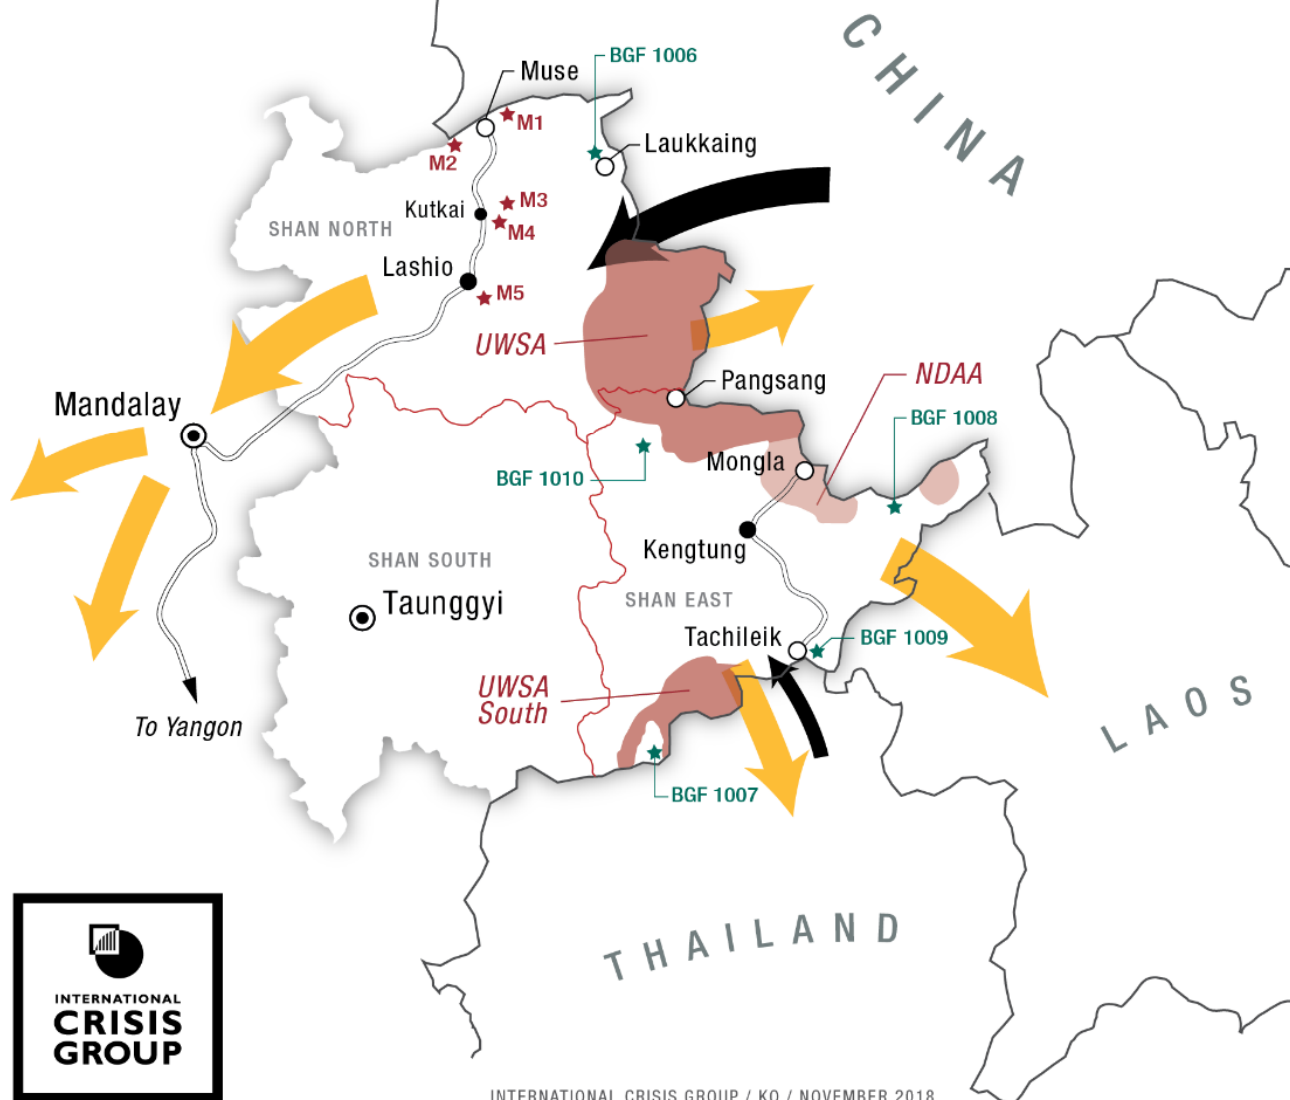 CHINA
BGF 1006
Muse
M1
Laukkaing
M2
M3
Kutkai
M4
SHAN NORTH
Lashio
M5
UWSA
Pangsang
NDAA
Mandalay
BGF 1008
Mongla
BGF 1010
Kengtung
SHAN SOUTH
SHAN EAST
Taunggyi
Tachileik
BGF 1009
UWSA
South
LAOS
To Yangon
BGF 1007
THAILAND
INTERNATIONAL
CRISIS
GROUP
INTERNATIONAL CRISIS GROUP / KO / NOVEMBER 2018